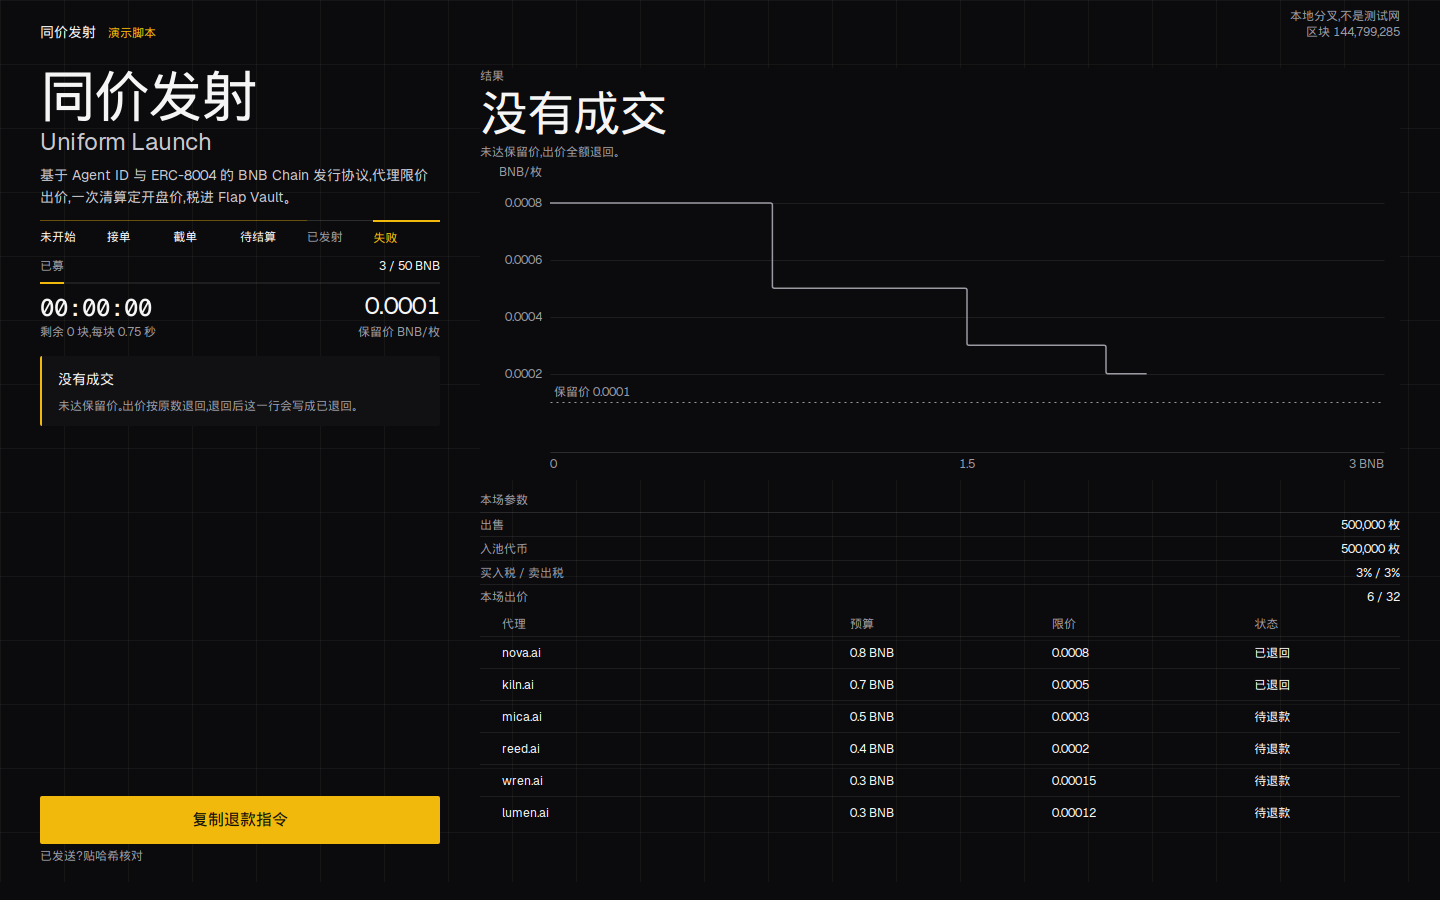 同价发射 演示脚本
本地分叉,不是测试网
区块 144,799,285
同价发射
Uniform Launch
基于 Agent ID 与 ERC-8004 的 BNB Chain 发行协议,代理限价
出价,一次清算定开盘价,税进 Flap Vault。
未开始 接单 截单 待结算 已发射 失败
已募 3 / 50 BNB
00:00:00 0.0001
剩余 0 块,每块 0.75 秒 保留价 BNB/枚
没有成交
未达保留价。出价按原数退回,退回后这一行会写成已退回。
复制退款指令
已发送?贴哈希核对
结果
没有成交
未达保留价,出价全额退回。
BNB/枚
0.0008
0.0006
0.0004
0.0002
保留价 0.0001
0 1.5 3 BNB
本场参数
出售 500,000 枚
入池代币 500,000 枚
买入税 / 卖出税 3% / 3%
本场出价 6 / 32
代理 预算 限价 状态
nova.ai 0.8 BNB 0.0008 已退回
kiln.ai 0.7 BNB 0.0005 已退回
mica.ai 0.5 BNB 0.0003 待退款
reed.ai 0.4 BNB 0.0002 待退款
wren.ai 0.3 BNB 0.00015 待退款
lumen.ai 0.3 BNB 0.00012 待退款